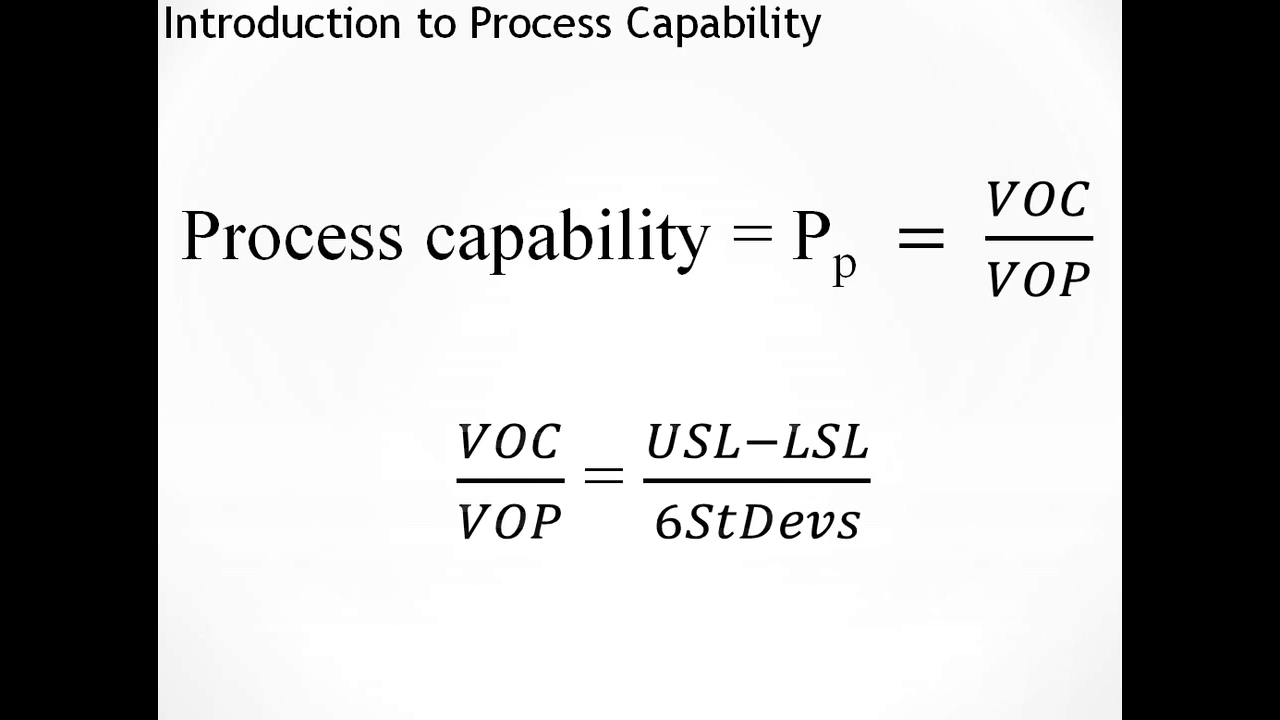 Introduction to Process Capability
Process capability = Pₚ = VOC/VOP
VOC/VOP = USL−LSL/6StDevs